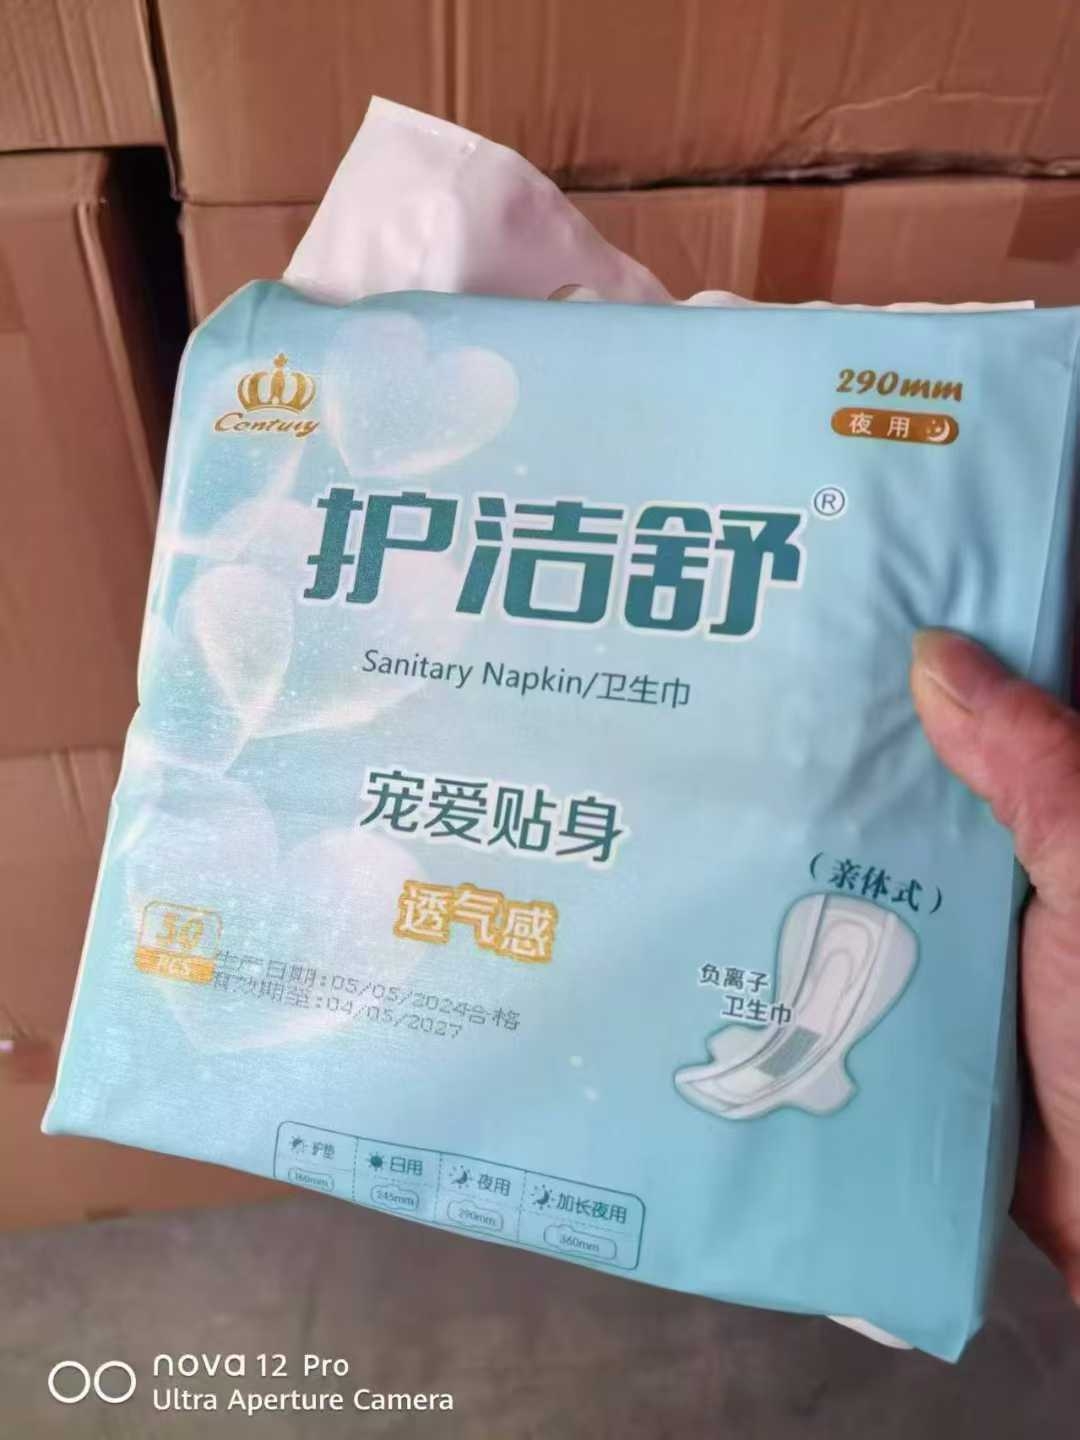 Century
290mm
夜用
护洁舒®
Sanitary Napkin/卫生巾
宠爱贴身
透气感
(亲体式)
负离子
卫生巾
PCS
生产日期:05/05/2024合格
有效期至:04/05/2027
护垫
160mm
日用
245mm
夜用
290mm
加长夜用
360mm
nova 12 Pro
Ultra Aperture Camera